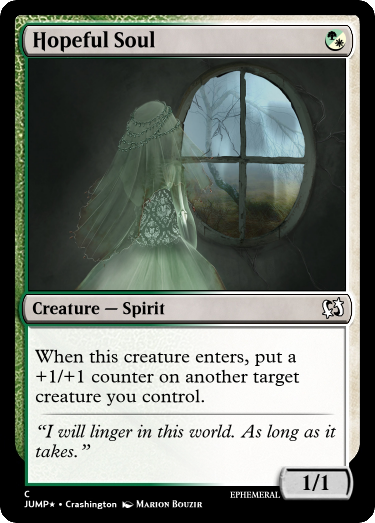 Hopeful Soul
Creature — Spirit
When this creature enters, put a
+1/+1 counter on another target
creature you control.
“I will linger in this world. As long as it
takes.”
1/1
C
EPHEMERAL
JUMP★ • Crashington Marion Bouzir